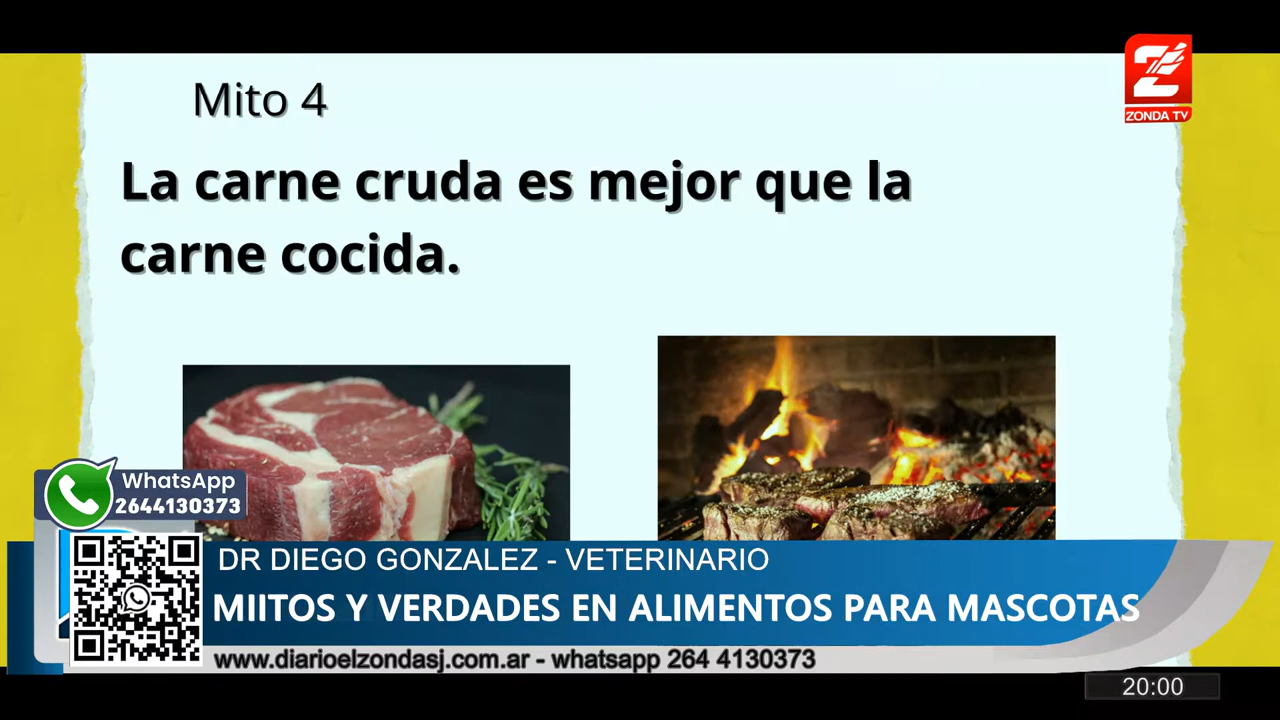 Mito 4
ZONDA TV
La carne cruda es mejor que la
carne cocida.
WhatsApp
2644130373
DR DIEGO GONZALEZ - VETERINARIO
MIITOS Y VERDADES EN ALIMENTOS PARA MASCOTAS
www.diarioelzondasj.com.ar - whatsapp 264 4130373
20:00